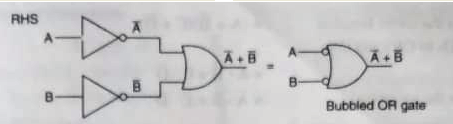 RHS
A
A̅
A̅ + B̅
=
A
A̅ + B̅
B
B̅
B
Bubbled OR gate